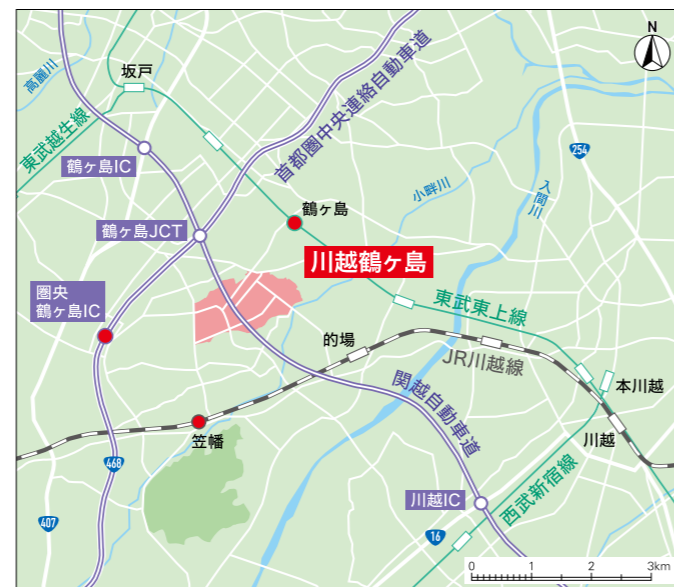 N
高麗川
坂戸
東武越生線
首都圏中央連絡自動車道
254
鶴ヶ島IC
小畔川
入間川
鶴ヶ島
鶴ヶ島JCT
川越鶴ヶ島
圏央
鶴ヶ島IC
東武東上線
的場
JR川越線
本川越
関越自動車道
笠幡
川越
468
西武新宿線
川越IC
407
16
0 1 2 3km